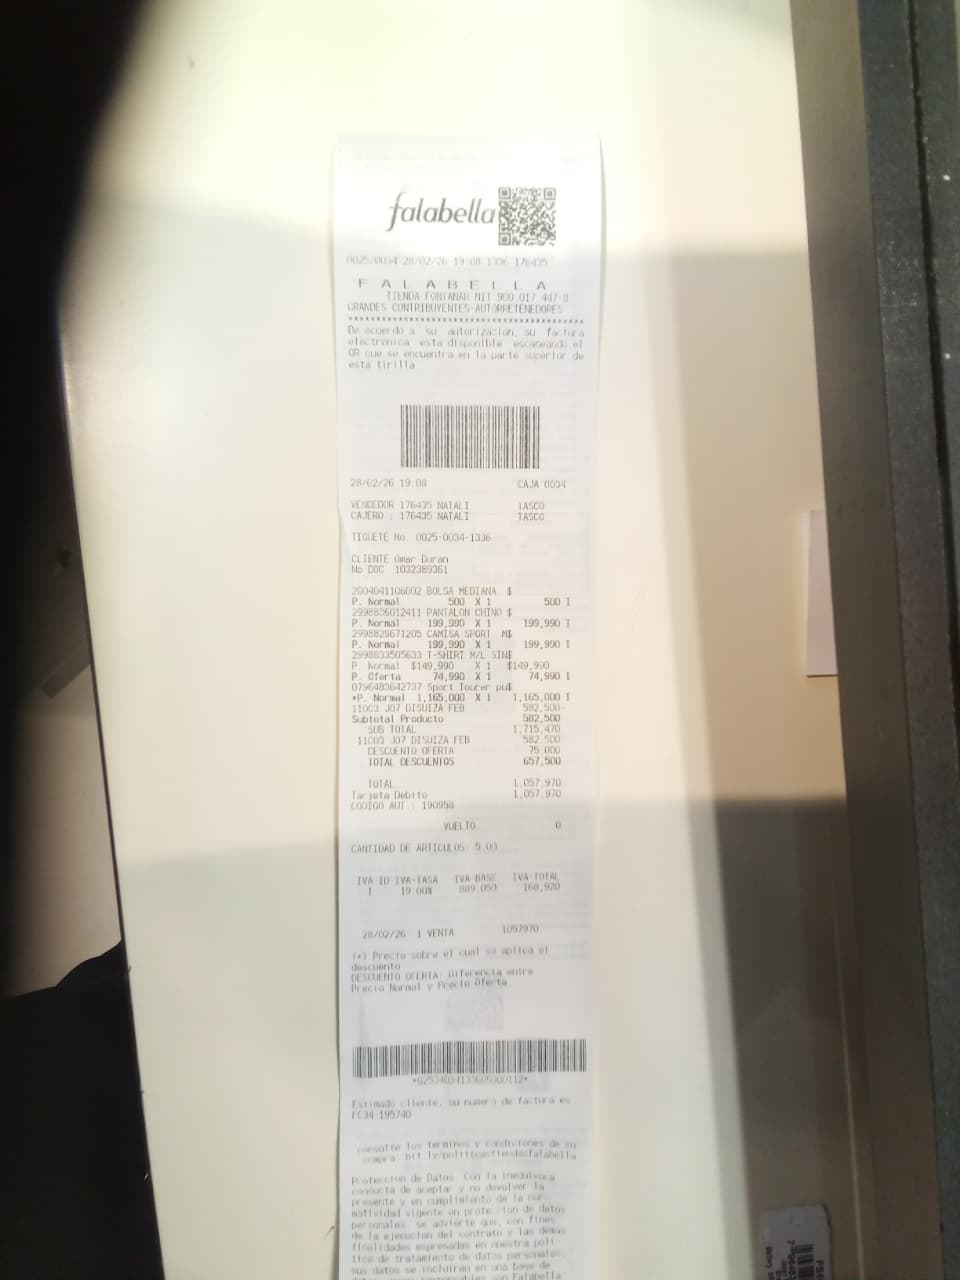 falabella
0025/0034 28/02/26 19:08 1336 176435
F A L A B E L L A
TIENDA FONTANAR NIT 900.017.447-8
GRANDES CONTRIBUYENTES-AUTORRETENEDORES
****************************************
De acuerdo a su autorizacion, su factura
electronica esta disponible escaneando el
QR que se encuentra en la parte superior de
esta tirilla
28/02/26 19:08 CAJA 0034
VENDEDOR 176435 NATALI TASCO
CAJERO : 176435 NATALI TASCO
TIQUETE No. 0025-0034-1336
CLIENTE Omar Duran
No DOC 1032389361
2004041106002 BOLSA MEDIANA $
P. Normal 500 X 1 500 I
2998836012411 PANTALON CHINO $
P. Normal 199,990 X 1 199,990 I
2998829671205 CAMISA SPORT M$
P. Normal 199,990 X 1 199,990 I
2998833505633 T-SHIRT M/L SIN$
P. Normal $149,990 X 1 $149,990
P. Oferta 74,990 X 1 74,990 I
0796483642737 Sport Tourer pu$
*P. Normal 1,165,000 X 1 1,165,000 I
11003 J07 DISUIZA FEB 582,500-
Subtotal Producto 582,500
SUB TOTAL 1,715,470
11003 J07 DISUIZA FEB 582,500
DESCUENTO OFERTA 75,000
TOTAL DESCUENTOS 657,500
TOTAL 1,057,970
Tarjeta Debito 1,057,970
CODIGO AUT.: 190958
VUELTO 0
CANTIDAD DE ARTICULOS: 5.00
IVA ID IVA-TASA IVA BASE IVA TOTAL
I 19.00% 889,050 168,920
28/02/26 1 VENTA 1057970
(*) Precio sobre el cual se aplica el
descuento
DESCUENTO OFERTA: Diferencia entre
Precio Normal y Precio Oferta.
Estimado cliente, su numero de factura es
FC34-195740
consulte los terminos y condiciones de su
compra. bit.ly/politicastiendasfalabella
Proteccion de Datos: Con la inequivoca
conducta de aceptar y no devolver la
presente y en cumplimiento de la nor
matividad vigente en proteccion de datos
personales se advierte que, con fines
de la ejecucion del contrato y las demas
finalidades expresadas en nuestra poli
tica de tratamiento de datos personales,
sus datos se incluiran en una base de
Falabella